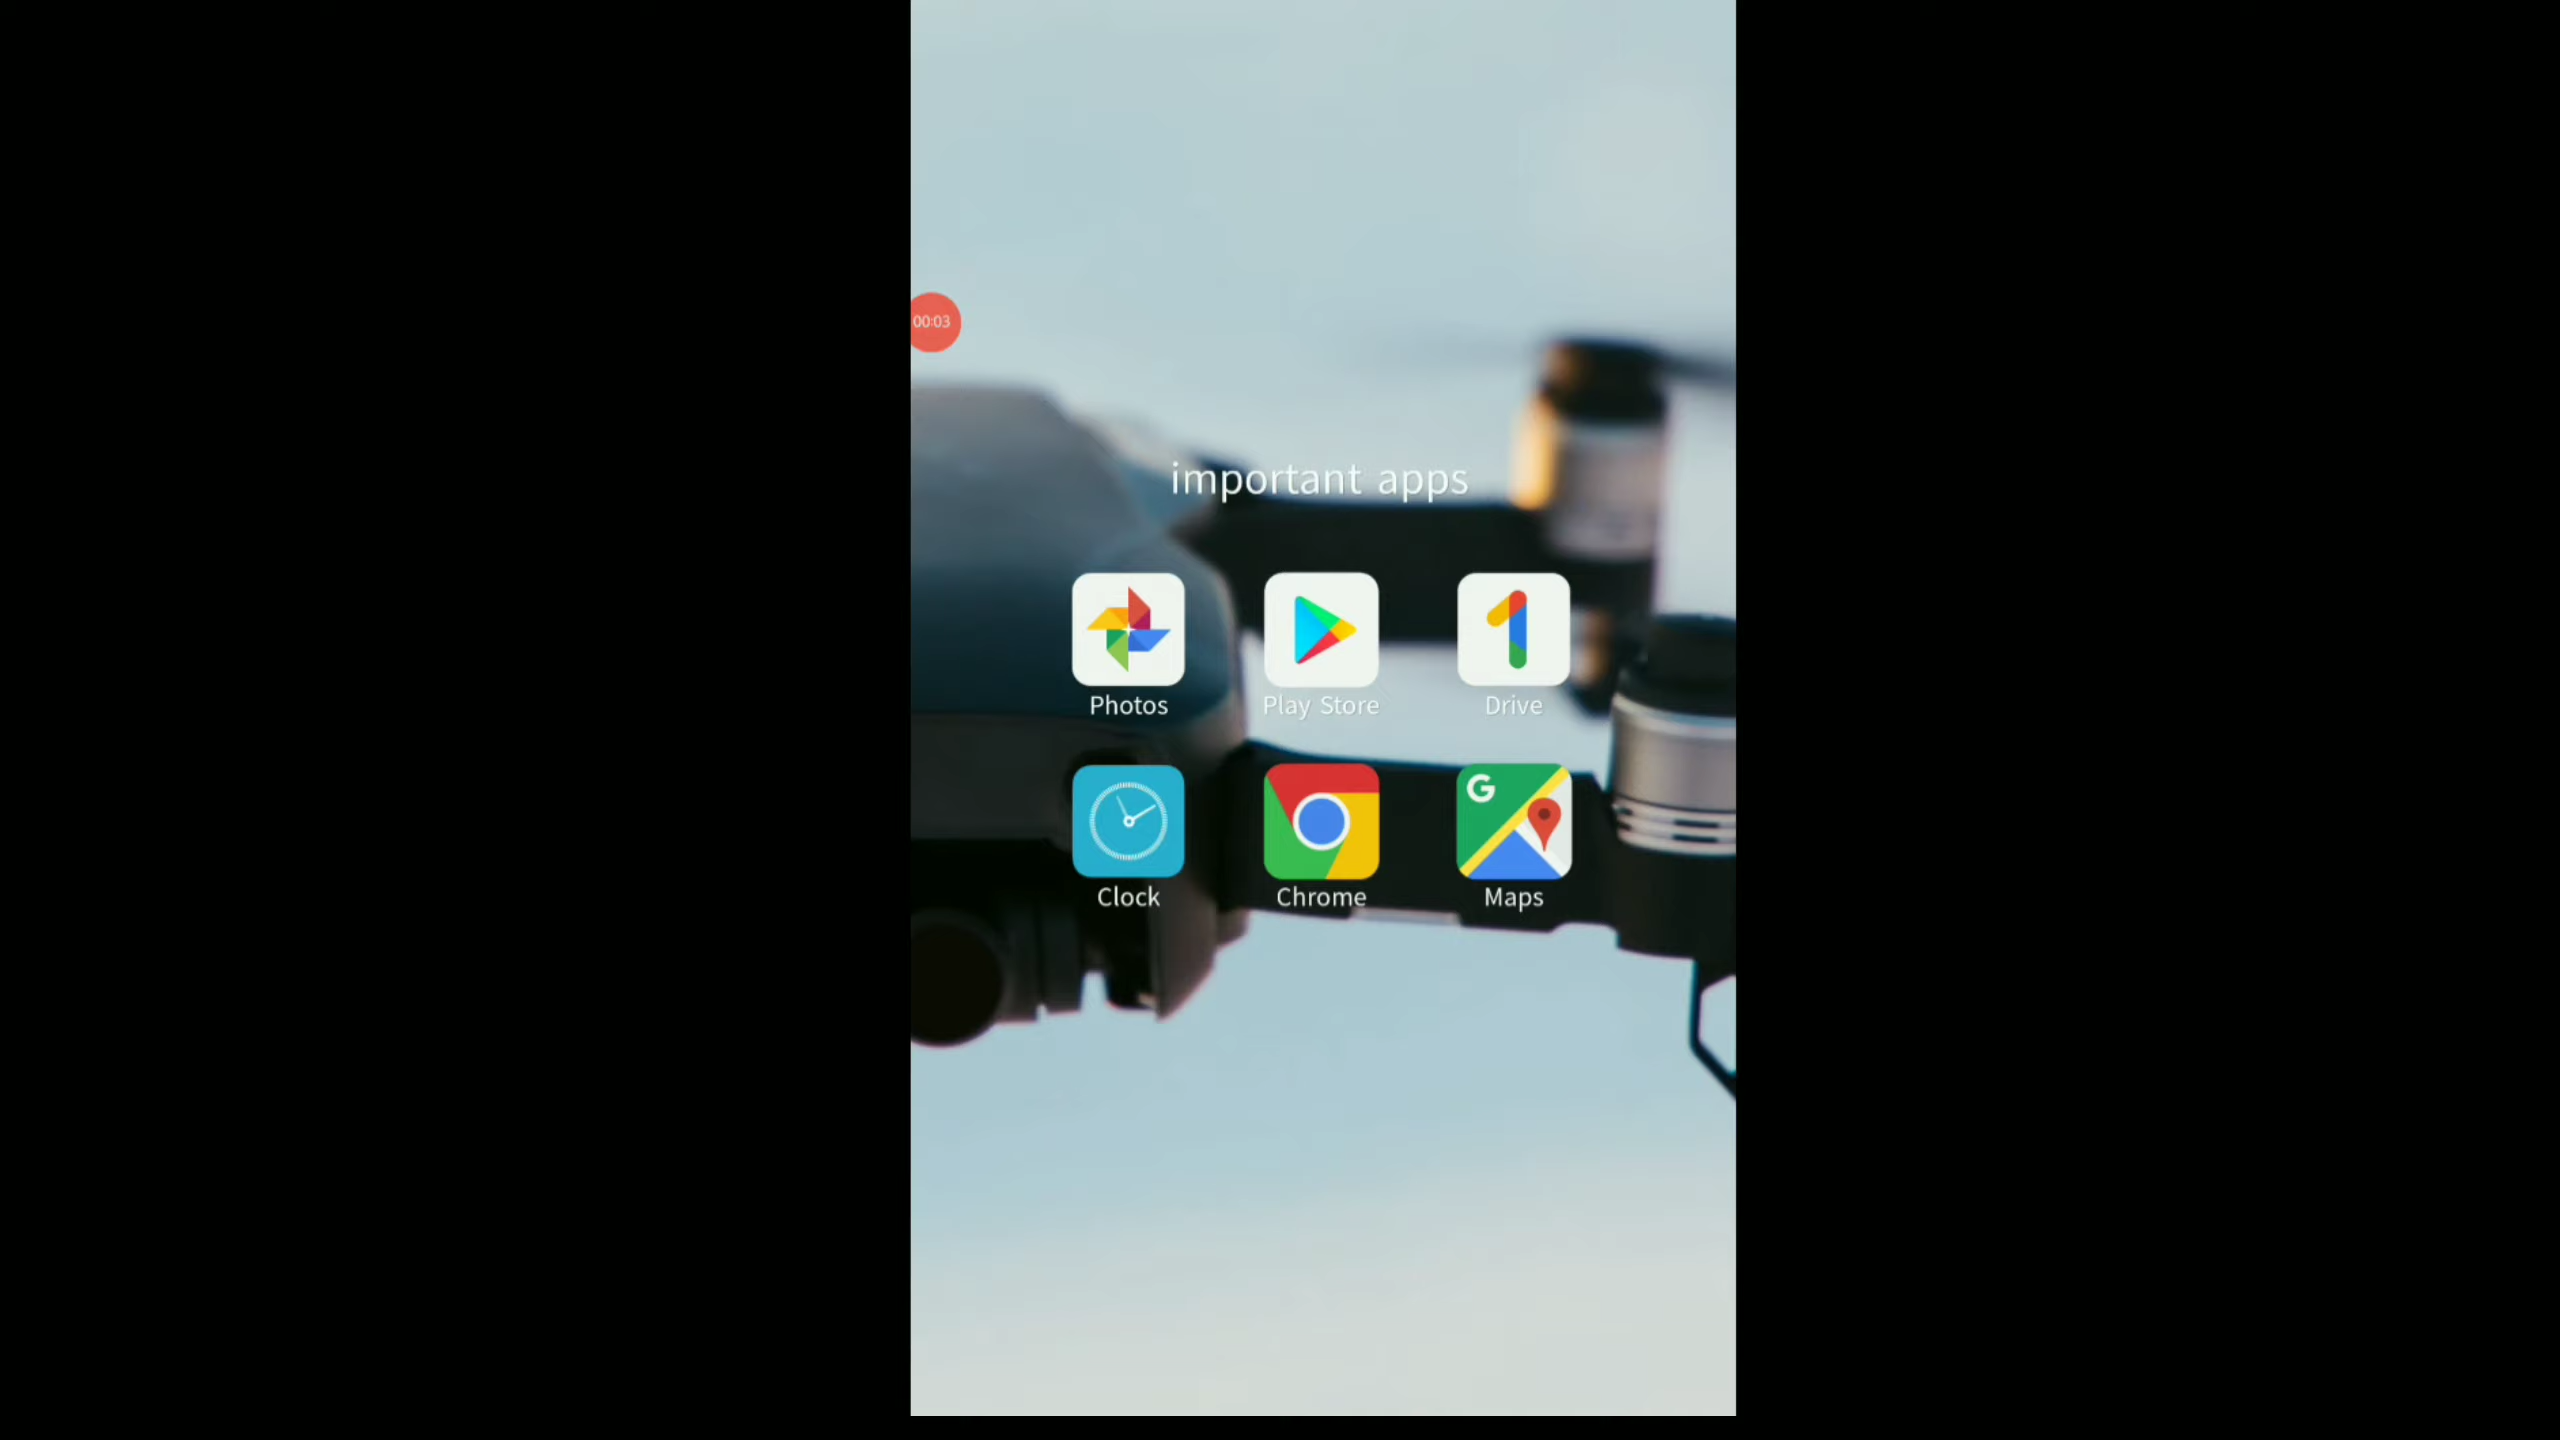 00:03
important apps
Photos
Play Store
Drive
Clock
Chrome
G
Maps